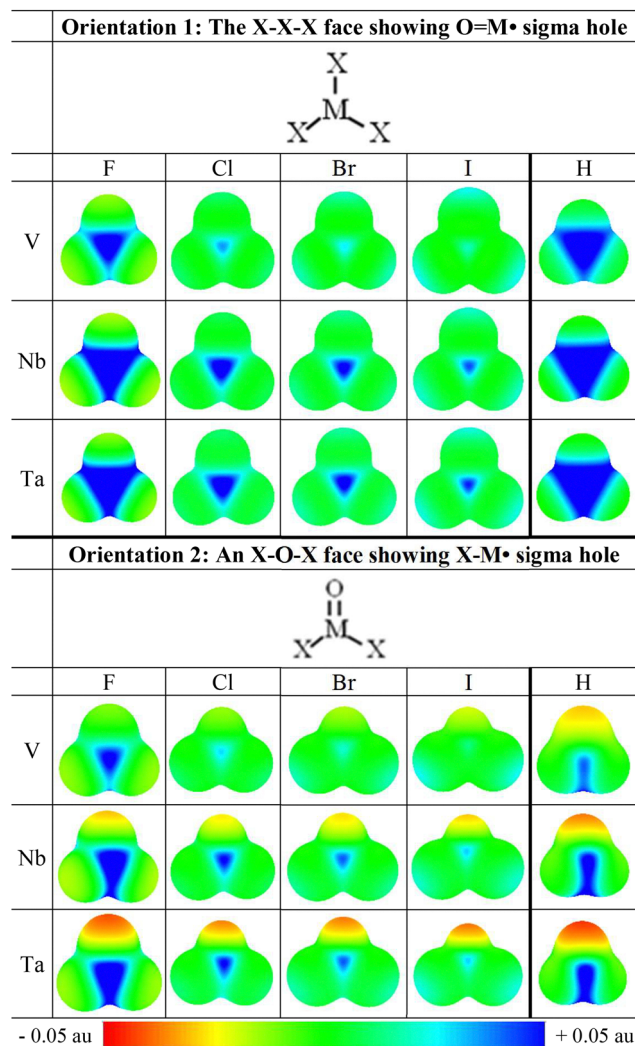 Orientation 1: The X-X-X face showing O=M• sigma hole
X
M
X X
F Cl Br I H
V
Nb
Ta
Orientation 2: An X-O-X face showing X-M• sigma hole
O
M
X X
F Cl Br I H
V
Nb
Ta
- 0.05 au + 0.05 au